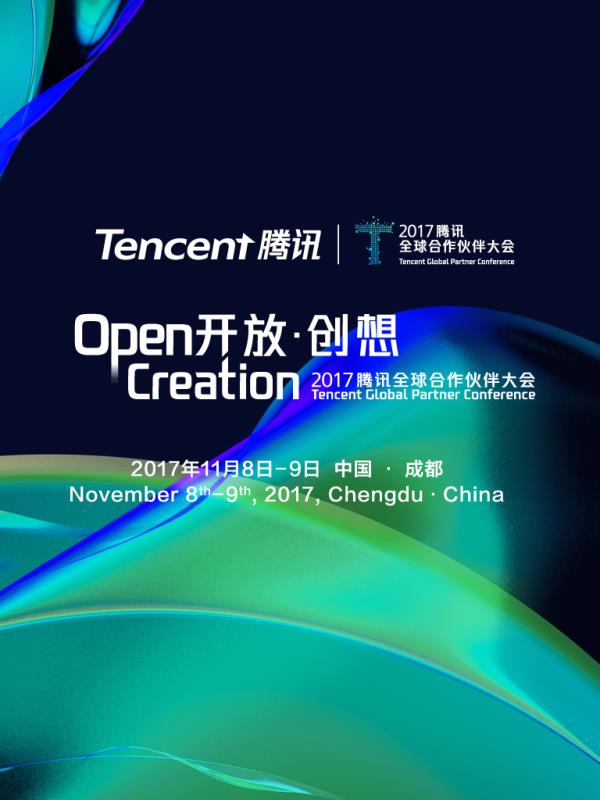 Tencent 腾讯
2017腾讯
全球合作伙伴大会
Tencent Global Partner Conference
Open开放·创想
Creation
2017腾讯全球合作伙伴大会
Tencent Global Partner Conference
2017年11月8日-9日 中国 · 成都
November 8th-9th, 2017, Chengdu · China